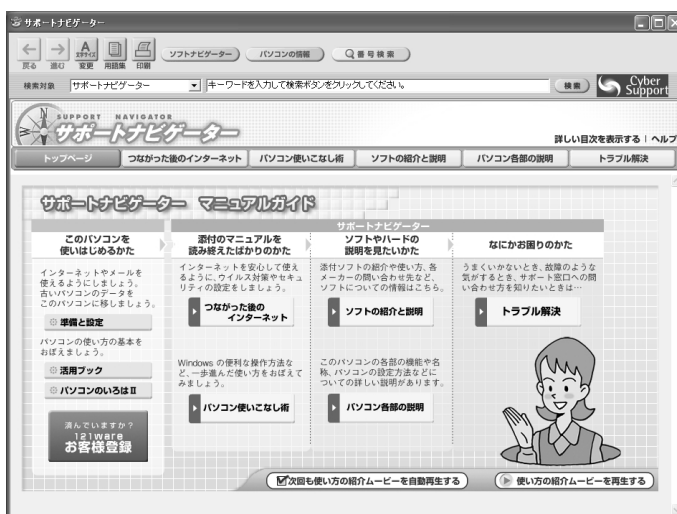 サポートナビゲーター
戻る 進む 文字サイズ 変更 用語集 印刷 ソフトナビゲーター パソコンの情報 番号検索
検索対象 サポートナビゲーター キーワードを入力して検索ボタンをクリックしてください。 検索 Cyber Support
SUPPORT NAVIGATOR
サポートナビゲーター
詳しい目次を表示する | ヘルプ
トップページ つながった後のインターネット パソコン使いこなし術 ソフトの紹介と説明 パソコン各部の説明 トラブル解決
サポートナビゲーター マニュアルガイド
サポートナビゲーター
このパソコンを
使いはじめるかた
インターネットやメールを
使えるようにしましょう。
古いパソコンのデータを
このパソコンに移しましょう。
準備と設定
パソコンの使い方の基本を
おぼえましょう。
活用ブック
パソコンのいろはⅡ
済んでいますか?
121ware
お客様登録
添付のマニュアルを
読み終えたばかりのかた
インターネットを安心して使え
るように、ウイルス対策やセキュ
リティの設定をしましょう。
つながった後の
インターネット
Windows の便利な操作方法な
ど、一歩進んだ使い方をおぼえて
みましょう。
パソコン使いこなし術
ソフトやハードの
説明を見たいかた
添付ソフトの紹介や使い方、各
メーカーの問い合わせ先など、
ソフトについての情報はこちら。
ソフトの紹介と説明
このパソコンの各部の機能や名
称、パソコンの設定方法などに
ついての詳しい説明があります。
パソコン各部の説明
なにかお困りのかた
うまくいかないとき、故障のような
気がするとき、サポート窓口への問
い合わせ方を知りたいときは…
トラブル解決
次回も使い方の紹介ムービーを自動再生する 使い方の紹介ムービーを再生する